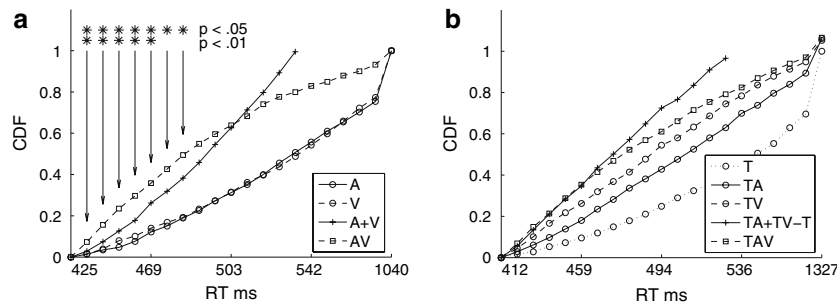 a
p < .05
p < .01
1
0.8
0.6
0.4
0.2
0
CDF
425 469 503 542 1040
RT ms
A
V
A+V
AV
b
1
0.8
0.6
0.4
0.2
0
CDF
412 459 494 536 1327
RT ms
T
TA
TV
TA+TV−T
TAV